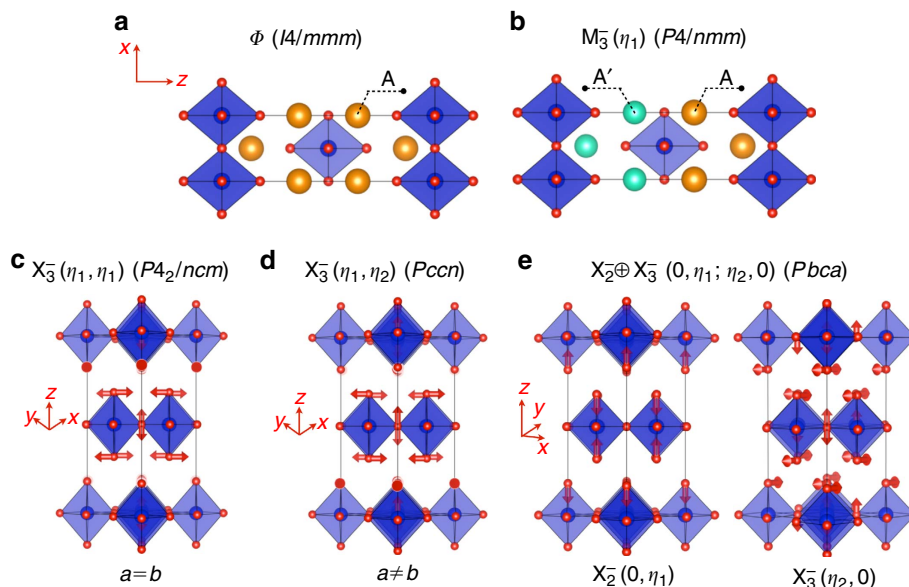 a
Φ (I4/mmm)
x
z
A
b
M₃⁻(η₁) (P4/nmm)
A′
A
c
X₃⁻(η₁, η₁) (P4₂/ncm)
z
y
x
a=b
d
X₃⁻(η₁, η₂) (Pccn)
z
y
x
a≠b
e
X₂⁻⊕X₃⁻ (0, η₁; η₂, 0) (Pbca)
z
y
x
X₂⁻(0, η₁)
X₃⁻(η₂, 0)